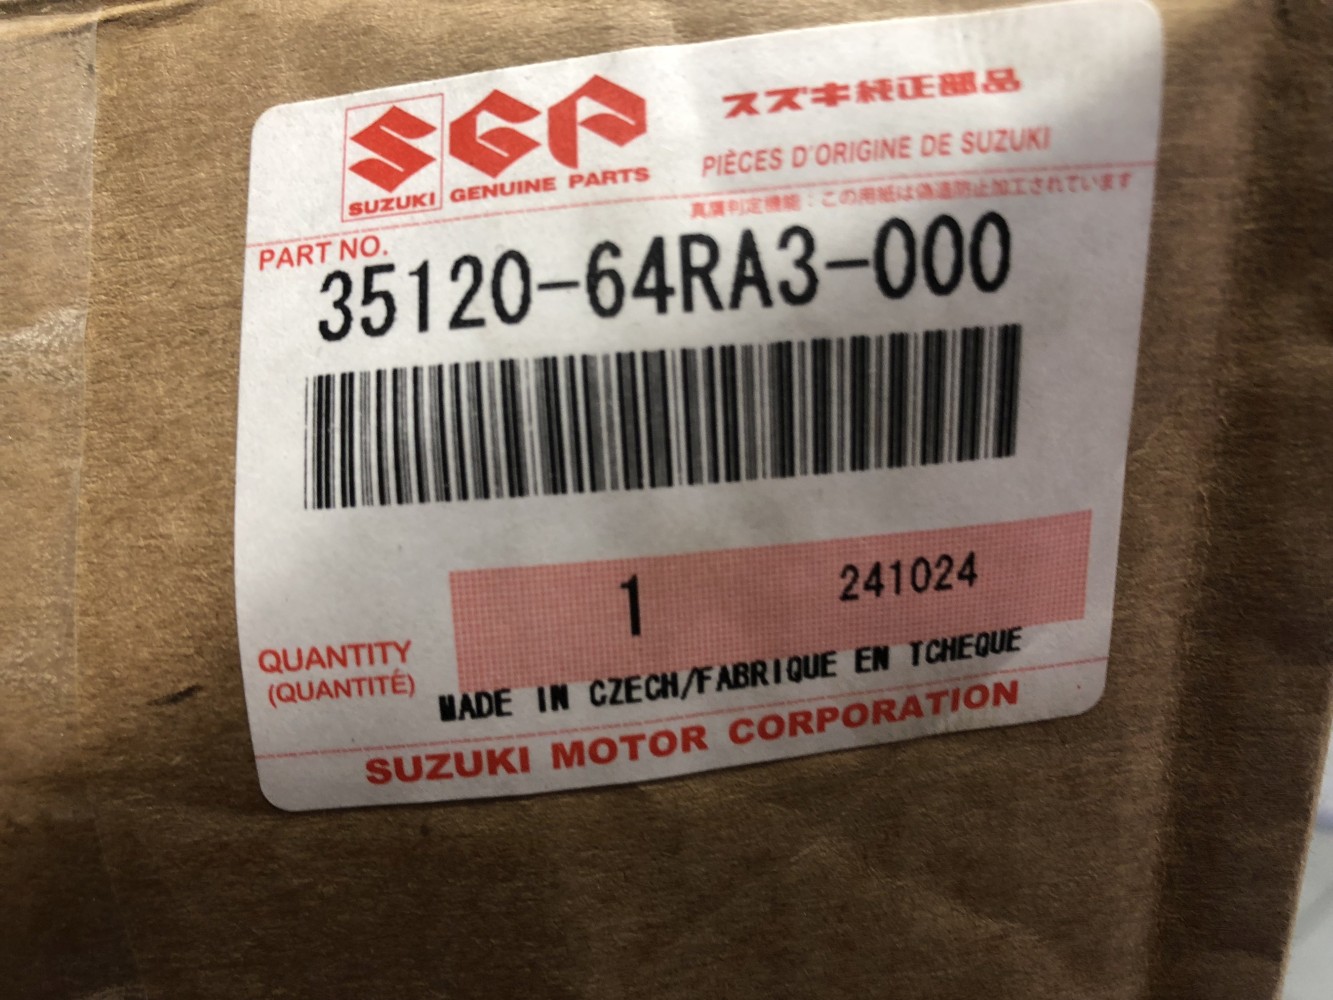 SGP
SUZUKI GENUINE PARTS
スズキ純正部品
PIÈCES D'ORIGINE DE SUZUKI
真贋判定機能：この用紙は偽造防止加工されています
PART NO.
35120-64RA3-000
1 241024
QUANTITY
(QUANTITÉ)
MADE IN CZECH/FABRIQUE EN TCHEQUE
SUZUKI MOTOR CORPORATION